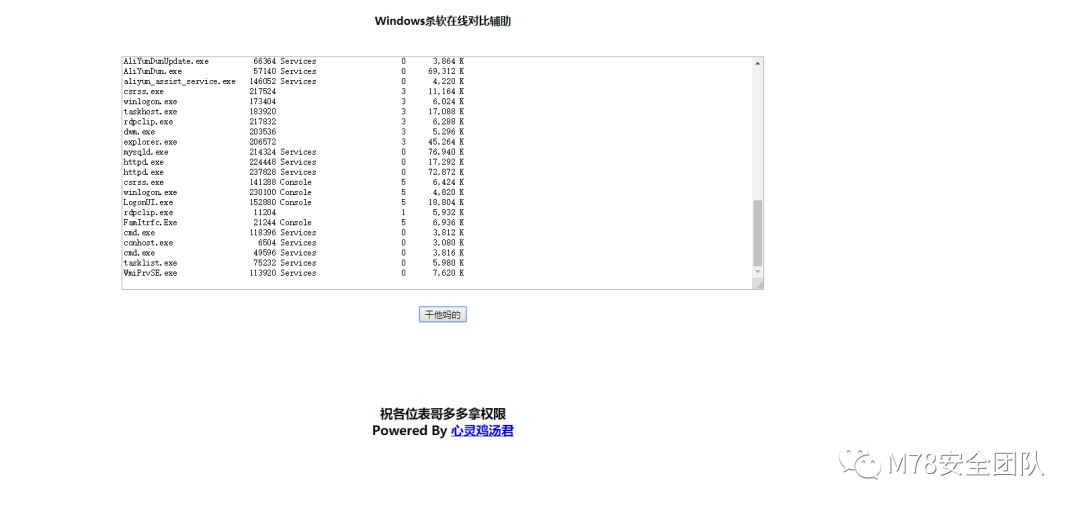 Windows杀软在线对比辅助
AliYunDunUpdate.exe 66364 Services 0 3,864 K
AliYunDun.exe 57140 Services 0 69,312 K
aliyun_assist_service.exe 146052 Services 0 4,220 K
csrss.exe 217524 3 11,164 K
winlogon.exe 173404 3 6,024 K
taskhost.exe 183920 3 17,088 K
rdpclip.exe 217832 3 6,288 K
dwm.exe 203536 3 5,296 K
explorer.exe 206572 3 45,264 K
mysqld.exe 214324 Services 0 76,940 K
httpd.exe 224448 Services 0 17,292 K
httpd.exe 237828 Services 0 72,872 K
csrss.exe 141288 Console 5 6,424 K
winlogon.exe 230100 Console 5 4,820 K
LogonUI.exe 152880 Console 5 18,804 K
rdpclip.exe 11204 1 5,932 K
FamItrfc.Exe 21244 Console 5 6,936 K
cmd.exe 118396 Services 0 3,812 K
conhost.exe 6504 Services 0 3,080 K
cmd.exe 49596 Services 0 3,816 K
tasklist.exe 75232 Services 0 5,980 K
WmiPrvSE.exe 113920 Services 0 7,620 K
干他妈的
祝各位表哥多多拿权限
Powered By 心灵鸡汤君
M78安全团队